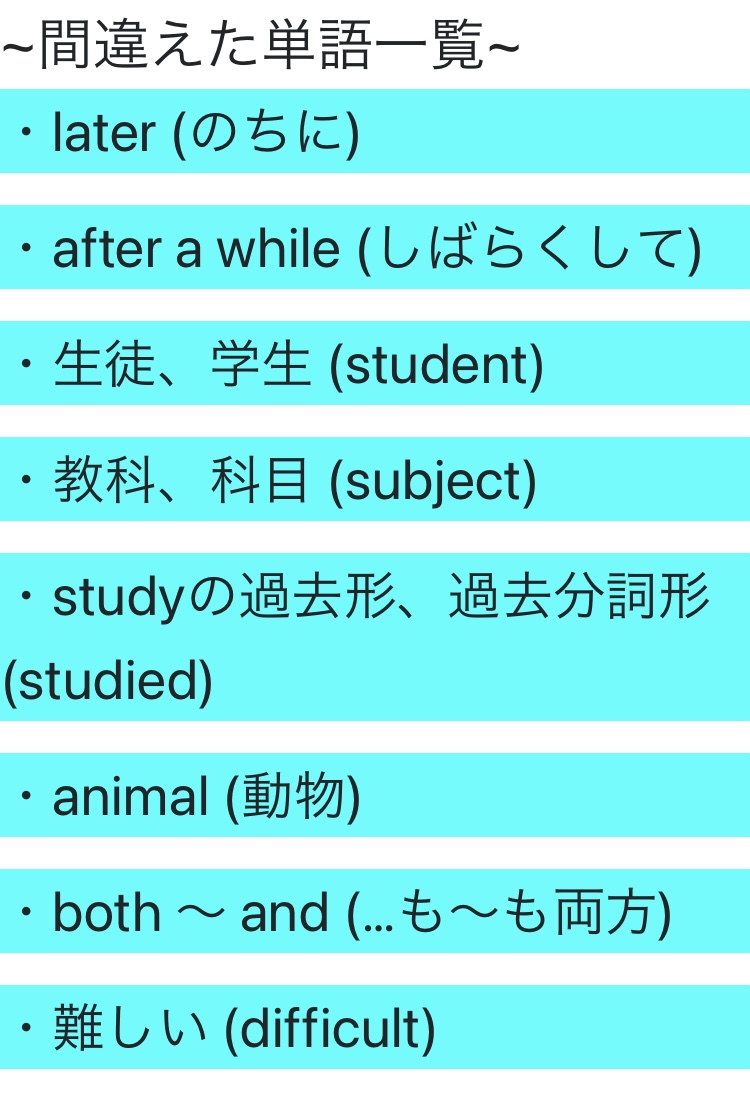 ~間違えた単語一覧~
・later (のちに)
・after a while (しばらくして)
・生徒、学生 (student)
・教科、科目 (subject)
・studyの過去形、過去分詞形
(studied)
・animal (動物)
・both 〜 and (...も〜も両方)
・難しい (difficult)